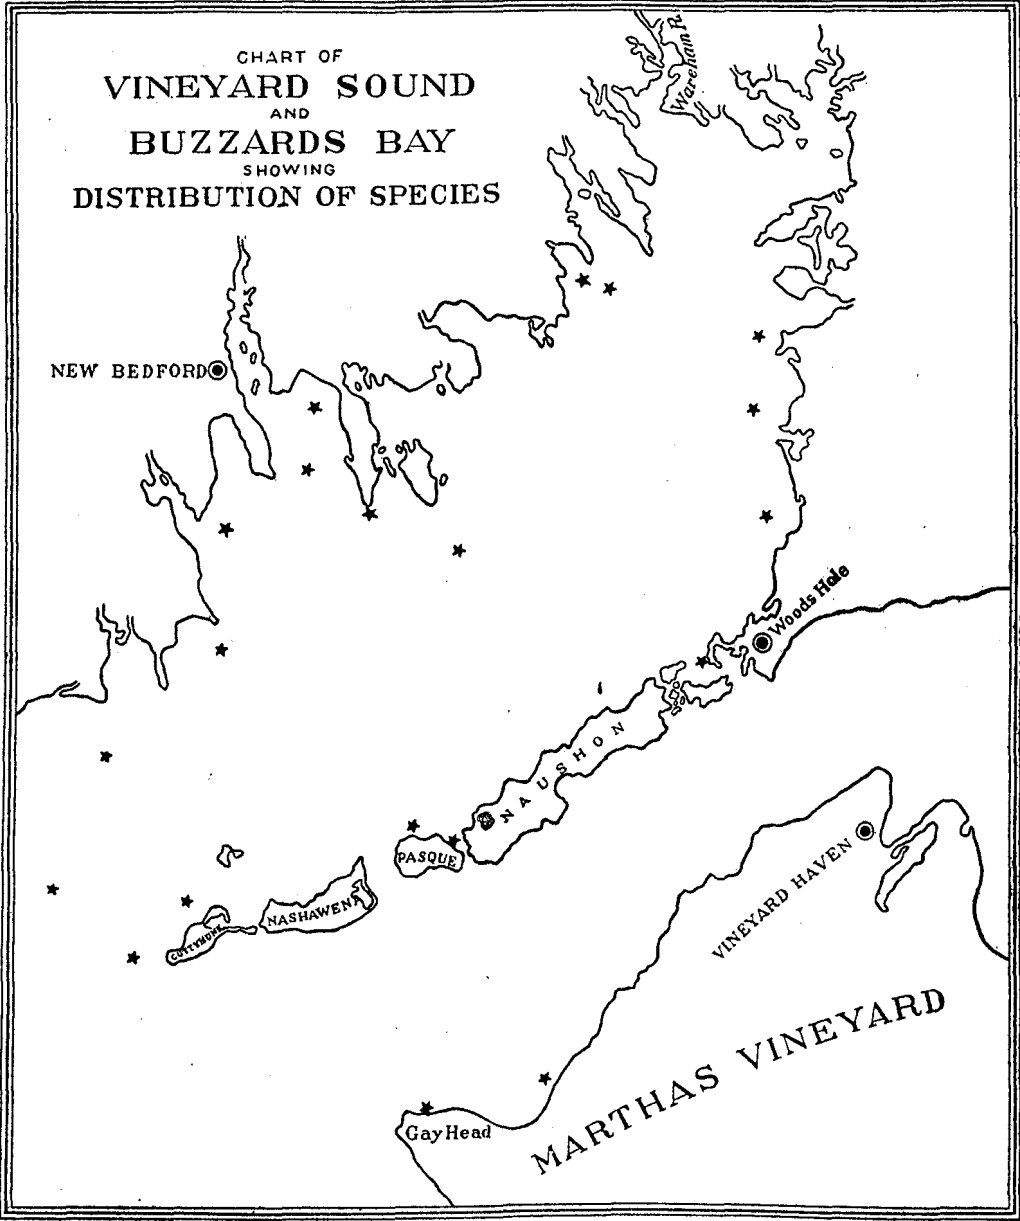 CHART OF
VINEYARD SOUND
AND
BUZZARDS BAY
SHOWING
DISTRIBUTION OF SPECIES
Wareham R.
NEW BEDFORD
Woods Hole
NAUSHON
PASQUE
NASHAWENA
CUTTYHUNK
VINEYARD HAVEN
MARTHAS VINEYARD
Gay Head